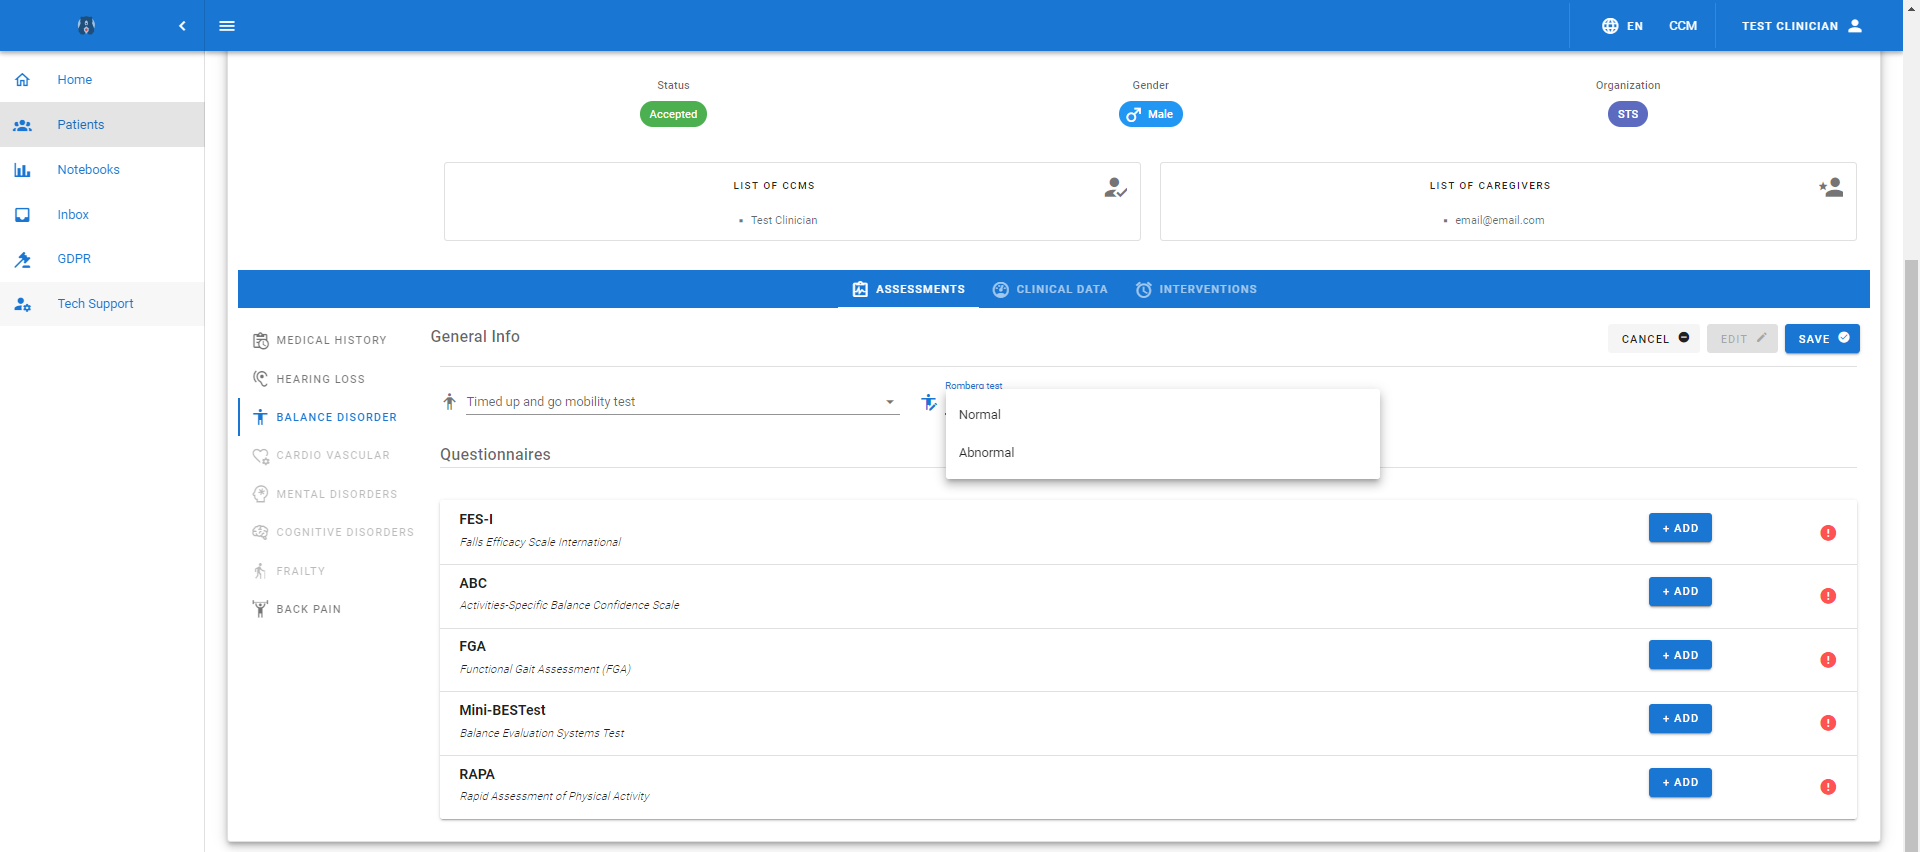 EN
CCM
TEST CLINICIAN
Home
Patients
Notebooks
Inbox
GDPR
Tech Support
Status
Accepted
Gender
Male
Organization
STS
LIST OF CCMS
Test Clinician
LIST OF CAREGIVERS
email@email.com
ASSESSMENTS
CLINICAL DATA
INTERVENTIONS
MEDICAL HISTORY
HEARING LOSS
BALANCE DISORDER
CARDIO VASCULAR
MENTAL DISORDERS
COGNITIVE DISORDERS
FRAILTY
BACK PAIN
General Info
CANCEL
EDIT
SAVE
Timed up and go mobility test
Romberg test
Normal
Abnormal
Questionnaires
FES-I
Falls Efficacy Scale International
+ ADD
ABC
Activities-Specific Balance Confidence Scale
+ ADD
FGA
Functional Gait Assessment (FGA)
+ ADD
Mini-BESTest
Balance Evaluation Systems Test
+ ADD
RAPA
Rapid Assessment of Physical Activity
+ ADD